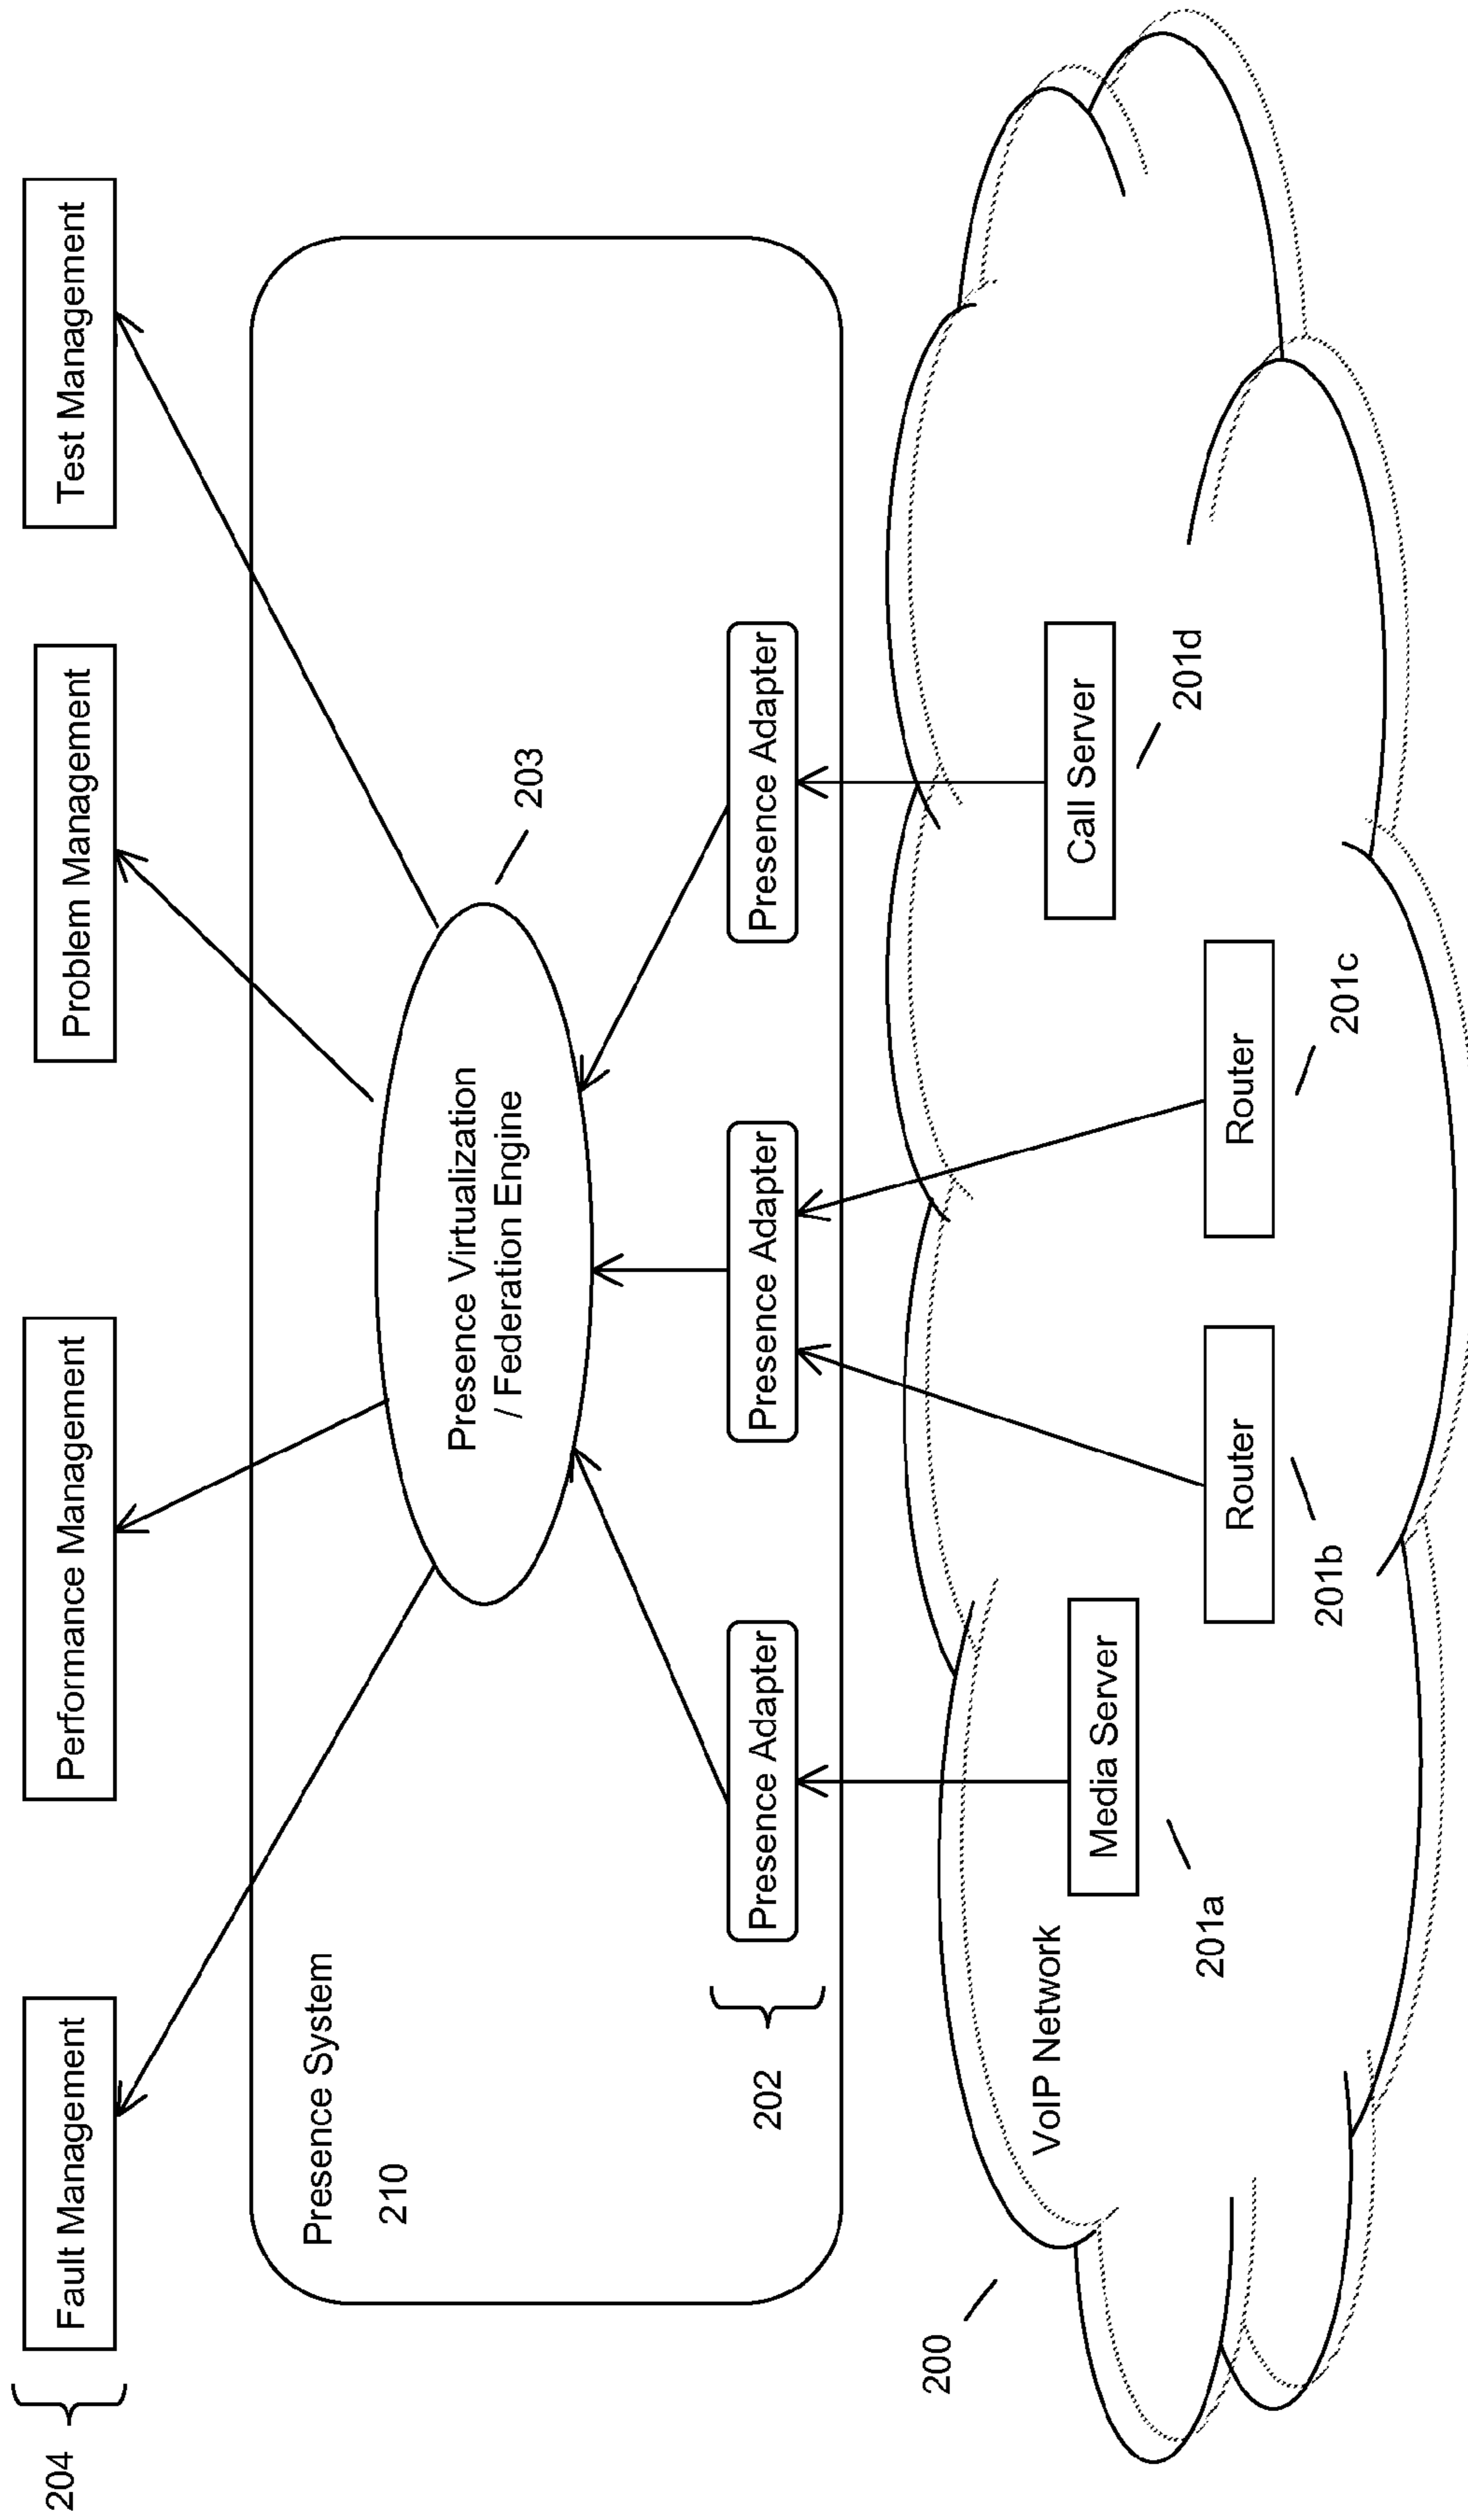 204
Fault Management
Performance Management
Problem Management
Test Management
Presence System
210
Presence Virtualization
/ Federation Engine
203
202
Presence Adapter
Presence Adapter
Presence Adapter
200
VoIP Network
Media Server
201a
Router
201b
Router
201c
Call Server
201d